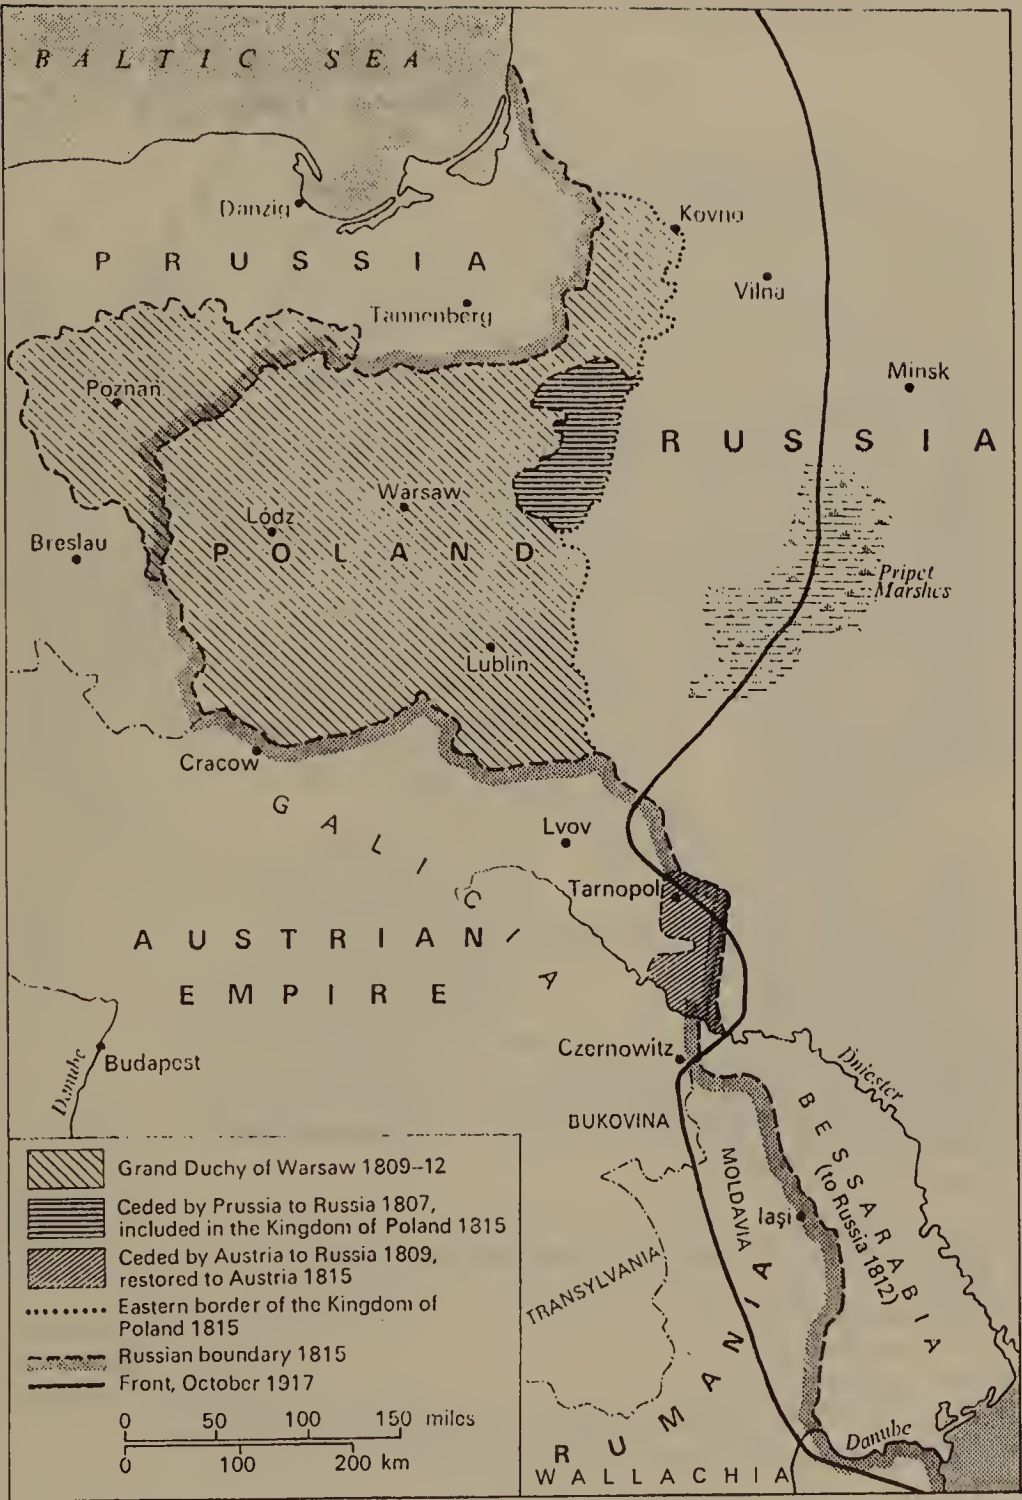 BALTIC SEA
Danzig
Kovno
PRUSSIA
Vilna
Tannenberg
Minsk
Poznan
RUSSIA
Warsaw
Lódz
Breslau
POLAND
Pripet
Marshes
Lublin
Cracow
GALICIA
Lvov
Tarnopol
AUSTRIAN
EMPIRE
Czernowitz
Dniester
Danube
Budapest
BUKOVINA
BESSARABIA
(to Russia 1812)
MOLDAVIA
Iaşi
TRANSYLVANIA
RUMANIA
Danube
WALLACHIA
Grand Duchy of Warsaw 1809–12
Ceded by Prussia to Russia 1807,
included in the Kingdom of Poland 1815
Ceded by Austria to Russia 1809,
restored to Austria 1815
Eastern border of the Kingdom of
Poland 1815
Russian boundary 1815
Front, October 1917
0 50 100 150 miles
0 100 200 km